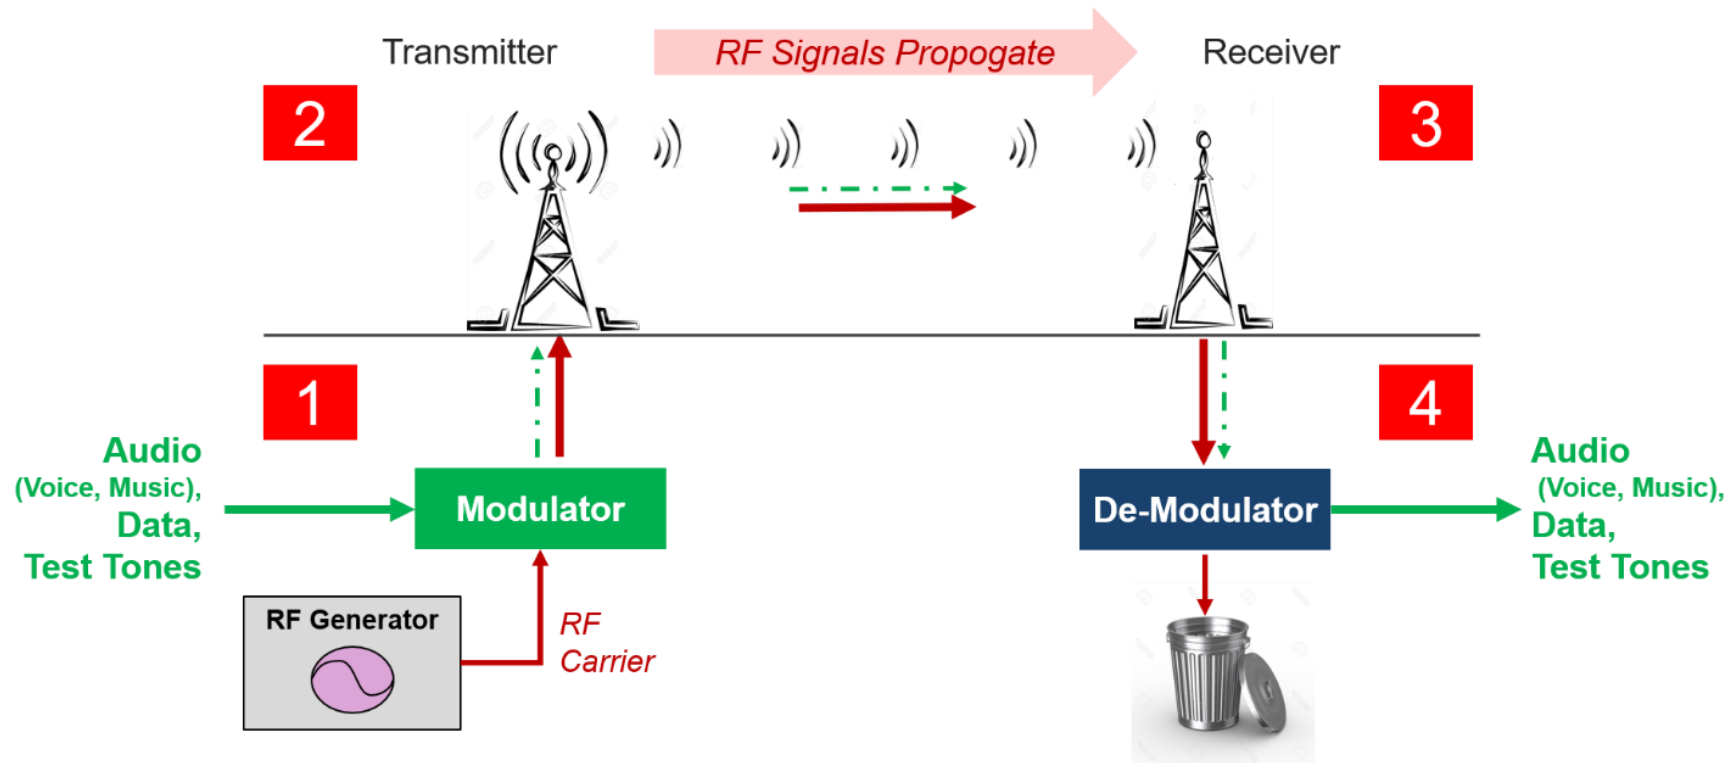 Transmitter
RF Signals Propogate
Receiver
2
3
1
4
Audio
(Voice, Music),
Data,
Test Tones
Modulator
De-Modulator
Audio
(Voice, Music),
Data,
Test Tones
RF Generator
RF
Carrier